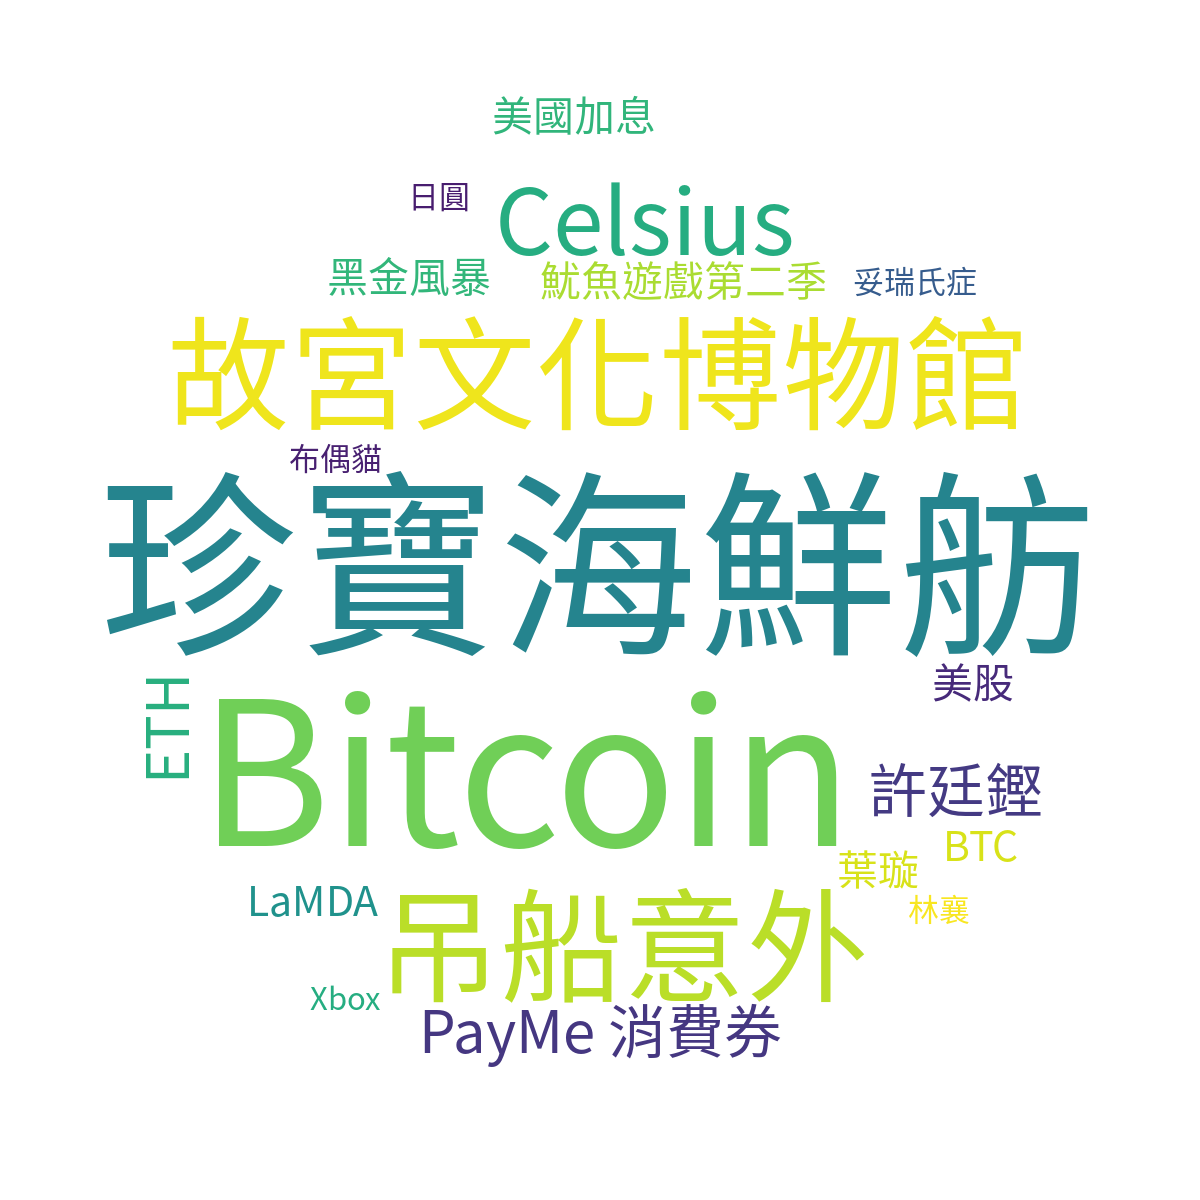 美國加息
日圓
Celsius
黑金風暴
魷魚遊戲第二季
妥瑞氏症
故宮文化博物館
布偶貓
珍寶海鮮舫
美股
ETH
Bitcoin
許廷鏗
BTC
葉璇
LaMDA
林襄
吊船意外
Xbox
PayMe 消費券